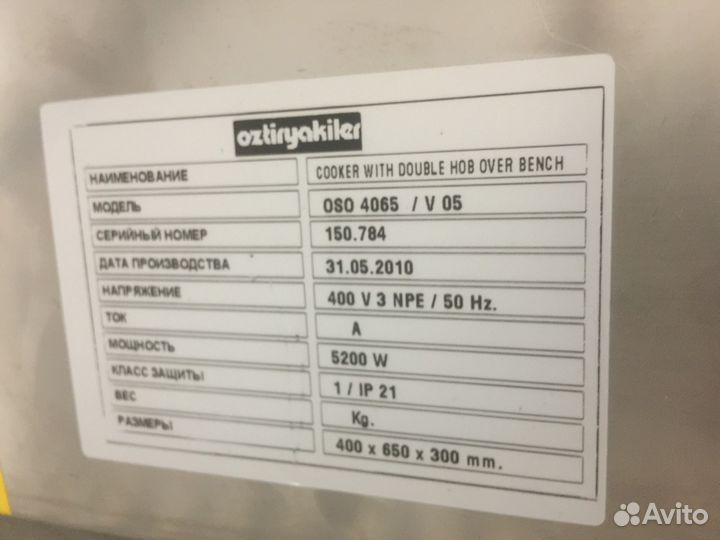 oztiryakiler
НАИМЕНОВАНИЕ COOKER WITH DOUBLE HOB OVER BENCH
МОДЕЛЬ OSO 4065 / V 05
СЕРИЙНЫЙ НОМЕР 150.784
ДАТА ПРОИЗВОДСТВА 31.05.2010
НАПРЯЖЕНИЕ 400 V 3 NPE / 50 Hz.
ТОК A
МОЩНОСТЬ 5200 W
КЛАСС ЗАЩИТЫ 1 / IP 21
ВЕС Kg.
РАЗМЕРЫ 400 x 650 x 300 mm.
Avito